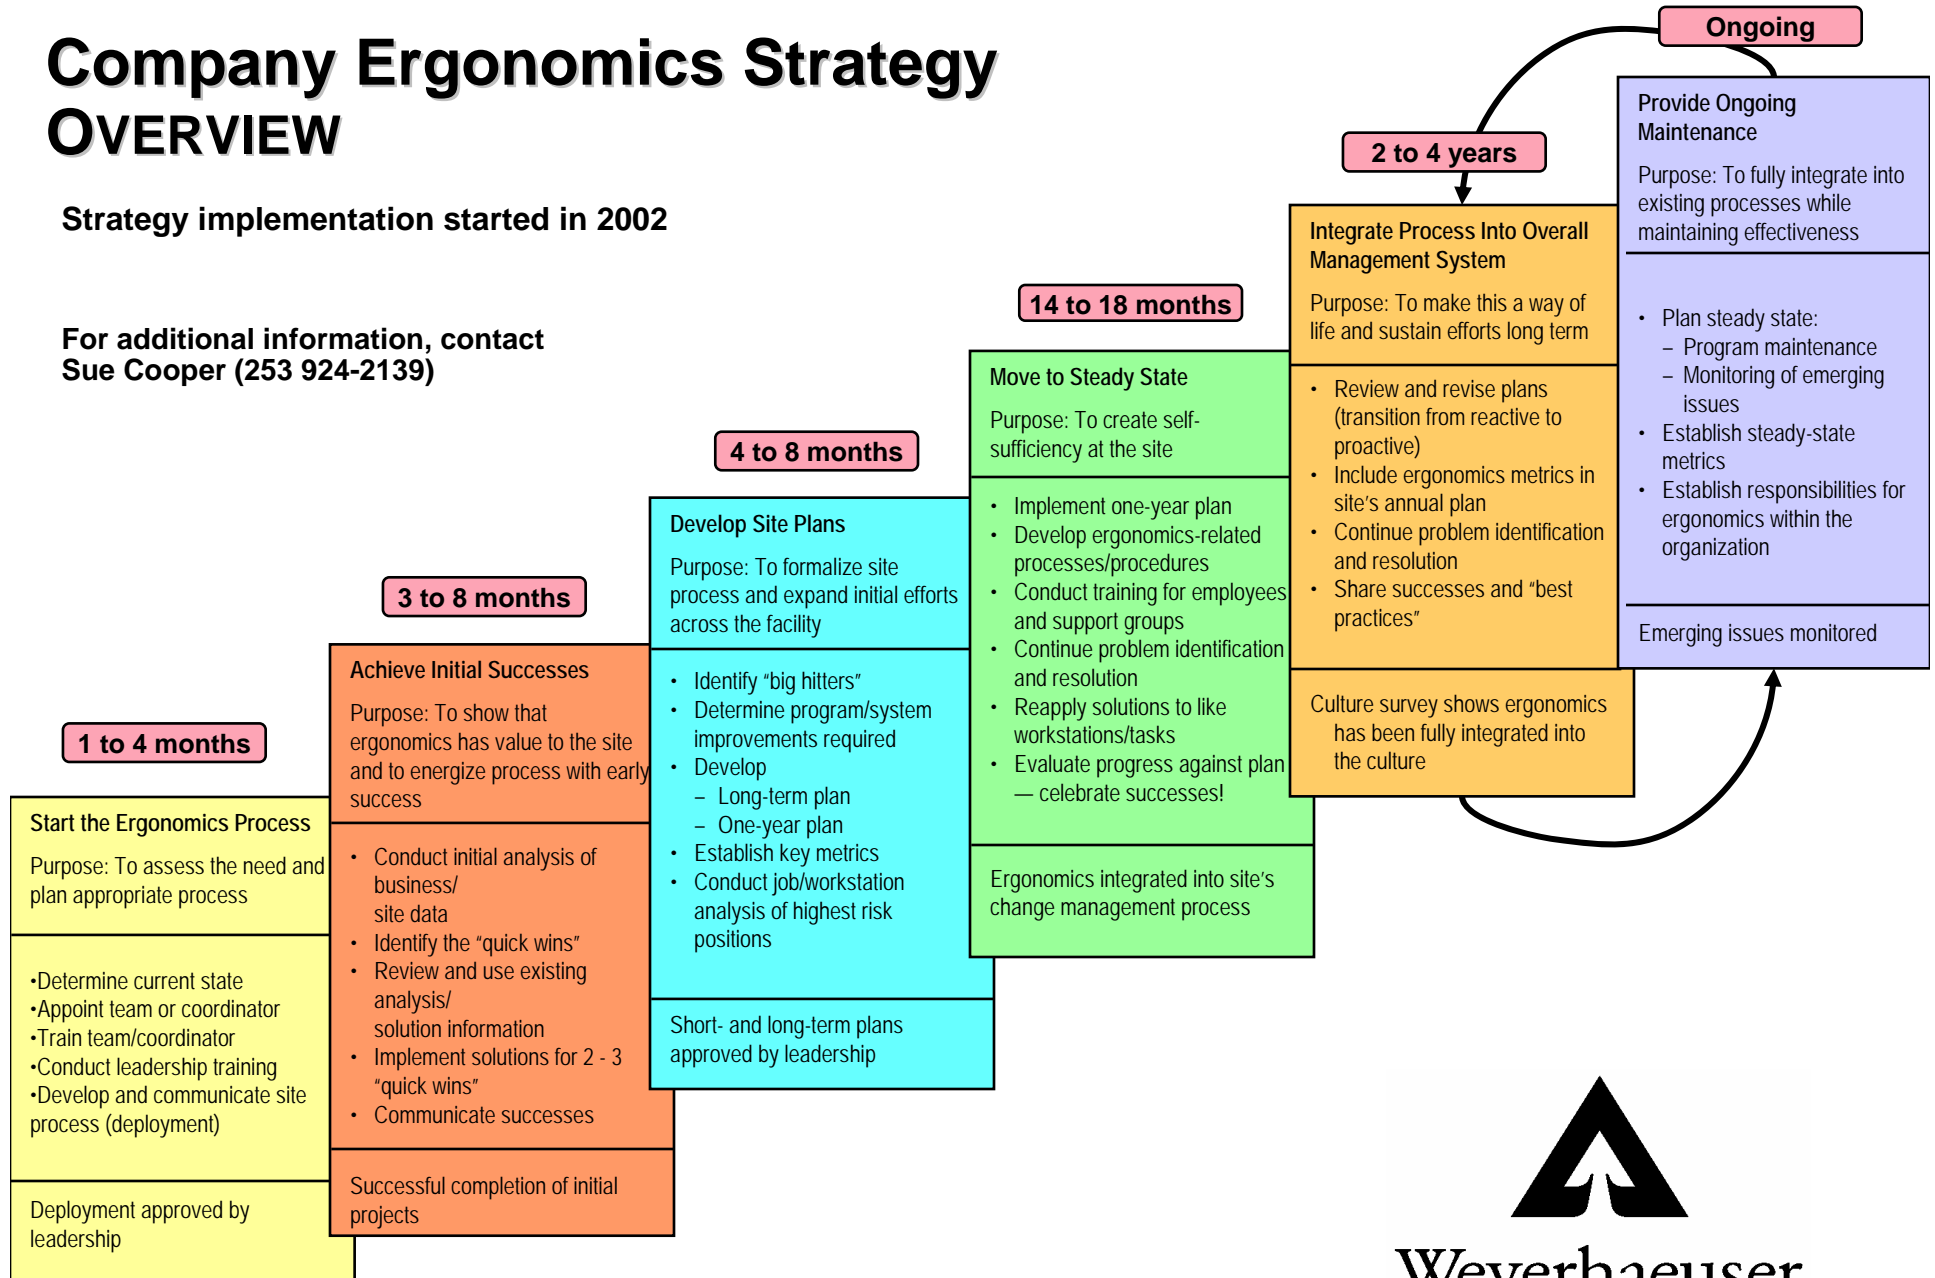 Company Ergonomics Strategy
OVERVIEW
Strategy implementation started in 2002
For additional information, contact
Sue Cooper (253 924-2139)
1 to 4 months
Start the Ergonomics Process
Purpose: To assess the need and
plan appropriate process
•Determine current state
•Appoint team or coordinator
•Train team/coordinator
•Conduct leadership training
•Develop and communicate site
process (deployment)
Deployment approved by
leadership
3 to 8 months
Achieve Initial Successes
Purpose: To show that
ergonomics has value to the site
and to energize process with early
success
• Conduct initial analysis of
business/
site data
• Identify the “quick wins”
• Review and use existing
analysis/
solution information
• Implement solutions for 2 - 3
“quick wins”
• Communicate successes
Successful completion of initial
projects
4 to 8 months
Develop Site Plans
Purpose: To formalize site
process and expand initial efforts
across the facility
• Identify “big hitters”
• Determine program/system
improvements required
• Develop
– Long-term plan
– One-year plan
• Establish key metrics
• Conduct job/workstation
analysis of highest risk
positions
Short- and long-term plans
approved by leadership
14 to 18 months
Move to Steady State
Purpose: To create self-
sufficiency at the site
• Implement one-year plan
• Develop ergonomics-related
processes/procedures
• Conduct training for employees
and support groups
• Continue problem identification
and resolution
• Reapply solutions to like
workstations/tasks
• Evaluate progress against plan
— celebrate successes!
Ergonomics integrated into site’s
change management process
2 to 4 years
Integrate Process Into Overall
Management System
Purpose: To make this a way of
life and sustain efforts long term
• Review and revise plans
(transition from reactive to
proactive)
• Include ergonomics metrics in
site’s annual plan
• Continue problem identification
and resolution
• Share successes and “best
practices”
Culture survey shows ergonomics
has been fully integrated into
the culture
Ongoing
Provide Ongoing
Maintenance
Purpose: To fully integrate into
existing processes while
maintaining effectiveness
• Plan steady state:
– Program maintenance
– Monitoring of emerging
issues
• Establish steady-state
metrics
• Establish responsibilities for
ergonomics within the
organization
Emerging issues monitored
Weyerhaeuser